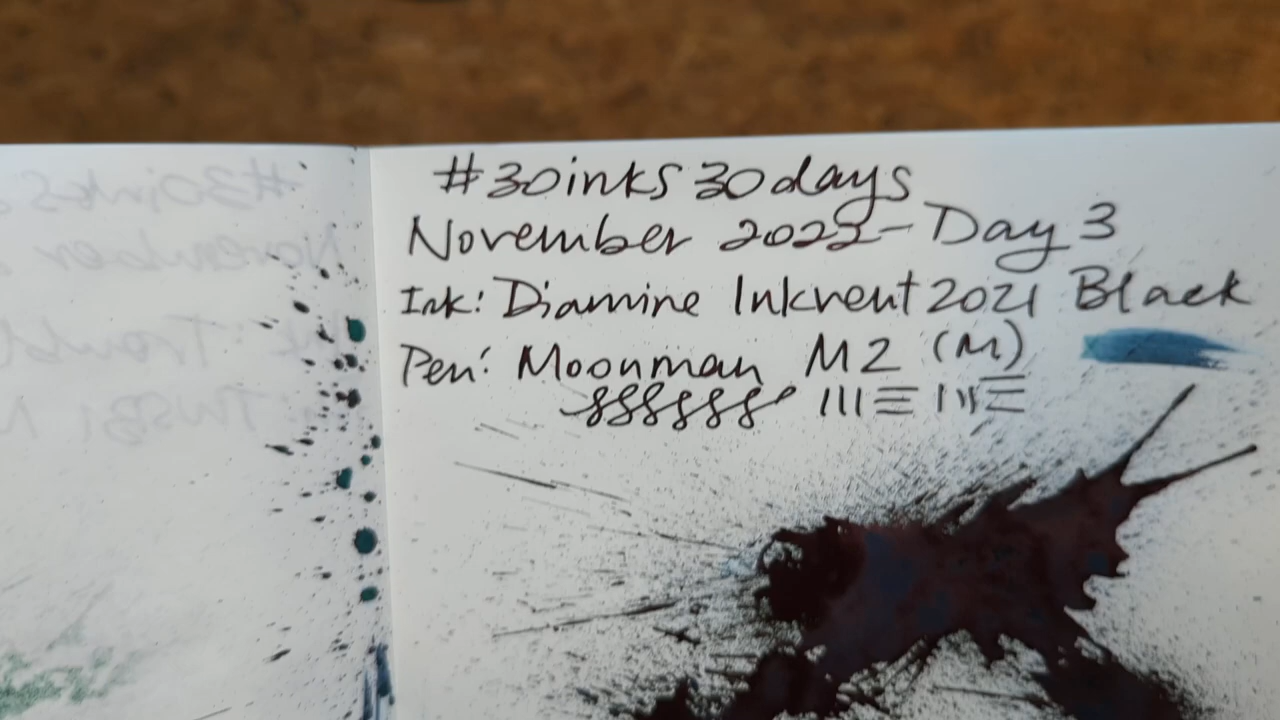 #30inks30days
November 2022 - Day 3
Ink: Diamine Inkvent 2021 Black
Pen: Moonman M2 (M)